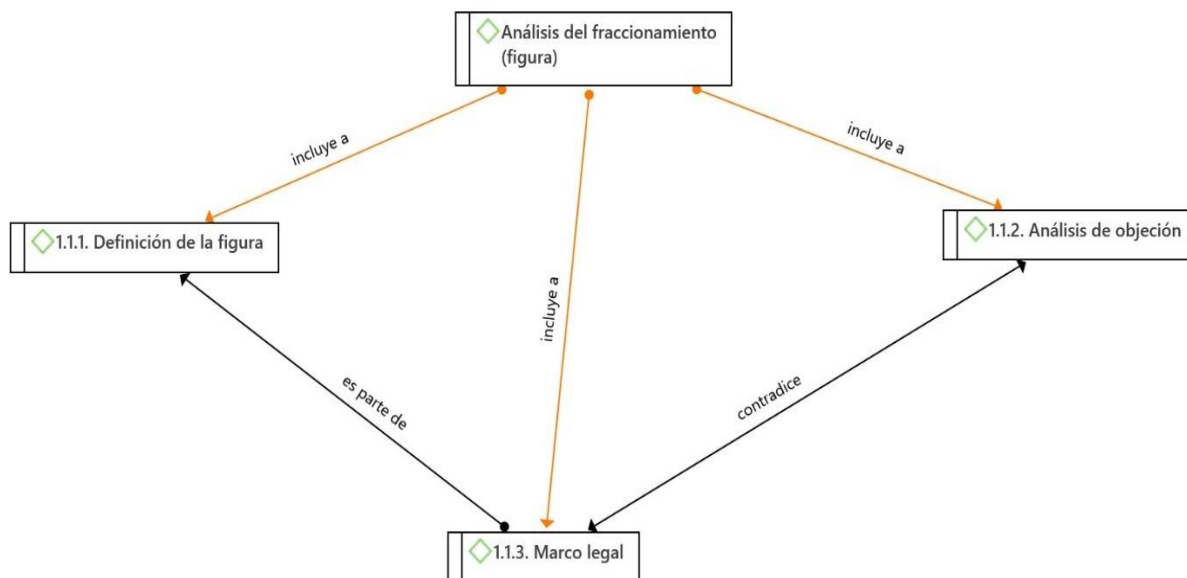 Análisis del fraccionamiento
(figura)
incluye a
incluye a
1.1.1. Definición de la figura
1.1.2. Análisis de objeción
incluye a
es parte de
contradice
1.1.3. Marco legal